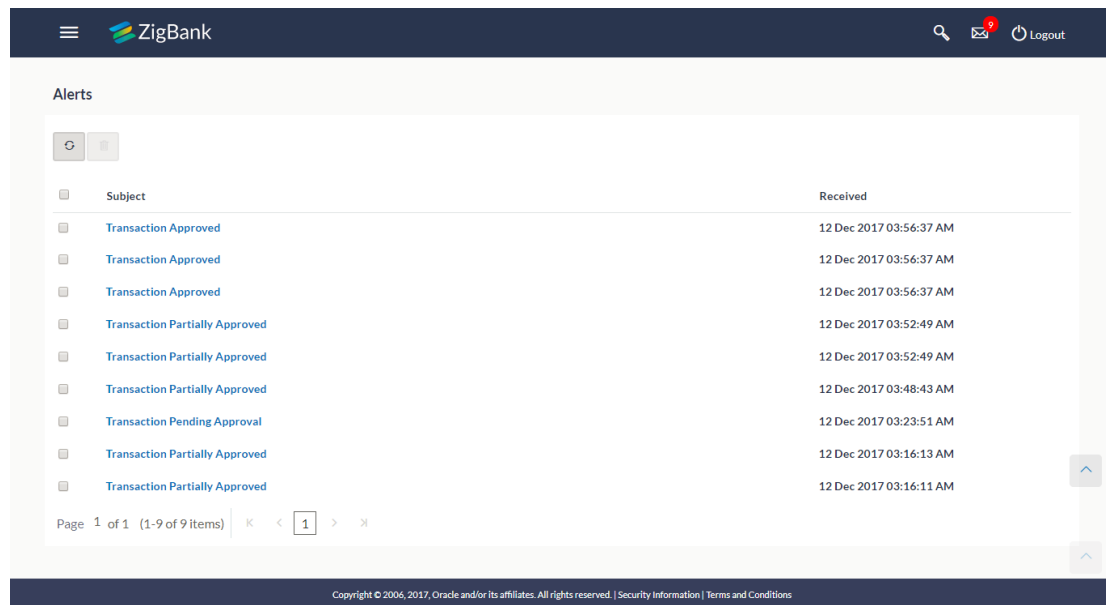 ZigBank 9 Logout
Alerts
Subject Received
Transaction Approved 12 Dec 2017 03:56:37 AM
Transaction Approved 12 Dec 2017 03:56:37 AM
Transaction Approved 12 Dec 2017 03:56:37 AM
Transaction Partially Approved 12 Dec 2017 03:52:49 AM
Transaction Partially Approved 12 Dec 2017 03:52:49 AM
Transaction Partially Approved 12 Dec 2017 03:48:43 AM
Transaction Pending Approval 12 Dec 2017 03:23:51 AM
Transaction Partially Approved 12 Dec 2017 03:16:13 AM
Transaction Partially Approved 12 Dec 2017 03:16:11 AM
Page 1 of 1 (1-9 of 9 items) 1
Copyright © 2006, 2017, Oracle and/or its affiliates. All rights reserved. | Security Information | Terms and Conditions